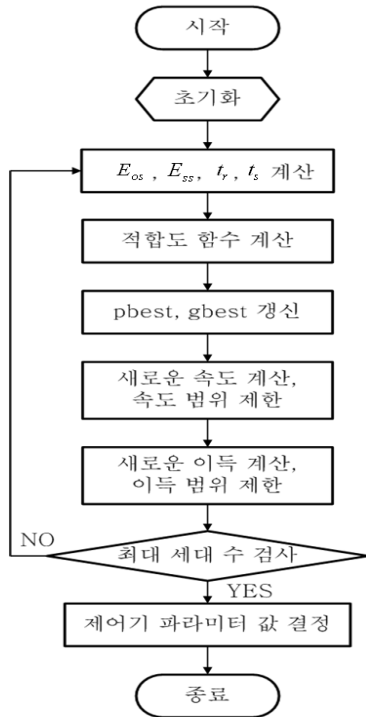 시작
초기화
E_os , E_ss, t_r , t_s 계산
적합도 함수 계산
pbest, gbest 갱신
새로운 속도 계산,
속도 범위 제한
새로운 이득 계산,
이득 범위 제한
NO
최대 세대 수 검사
YES
제어기 파라미터 값 결정
종료